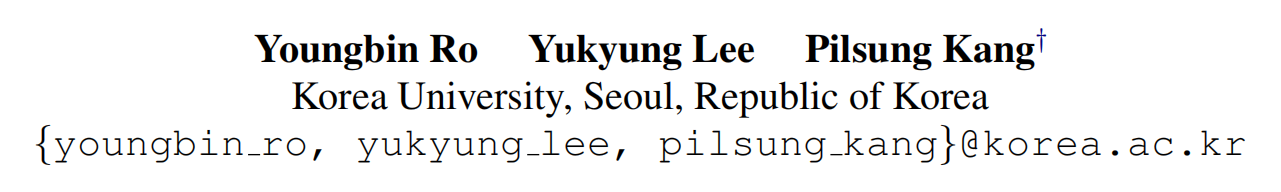 Youngbin Ro Yukyung Lee Pilsung Kang†
Korea University, Seoul, Republic of Korea
{youngbin_ro, yukyung_lee, pilsung_kang}@korea.ac.kr